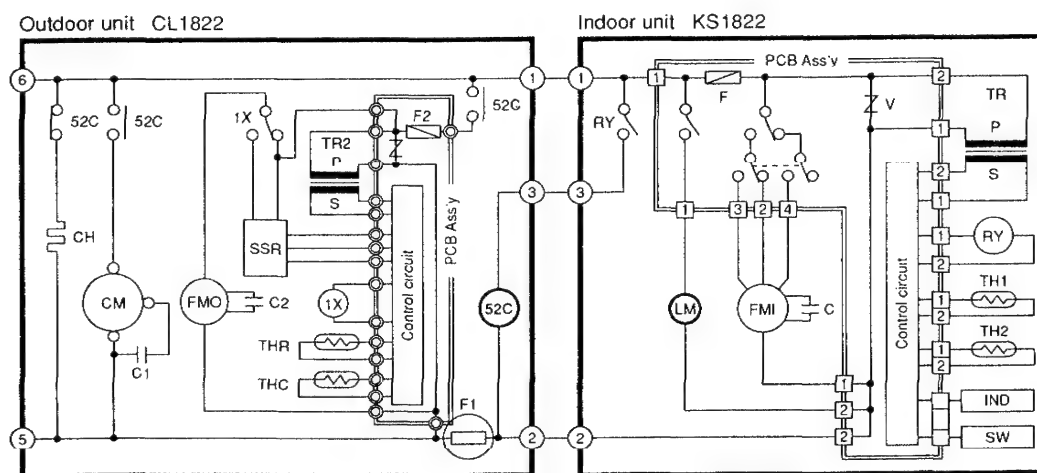 Outdoor unit CL1822
Indoor unit KS1822
6
1
1
52C
52C
1X
F2
52C
TR2
P
S
CH
SSR
PCB Ass'y
3
3
CM
FMO
C2
1X
Control circuit
52C
THR
THC
C1
F1
5
2
2
PCB Ass'y
1
F
2
RY
V
TR
1
P
2
S
1
1
3
2
4
1
RY
2
LM
FMI
C
Control circuit
TH1
1
2
TH2
1
2
1
2
IND
2
SW